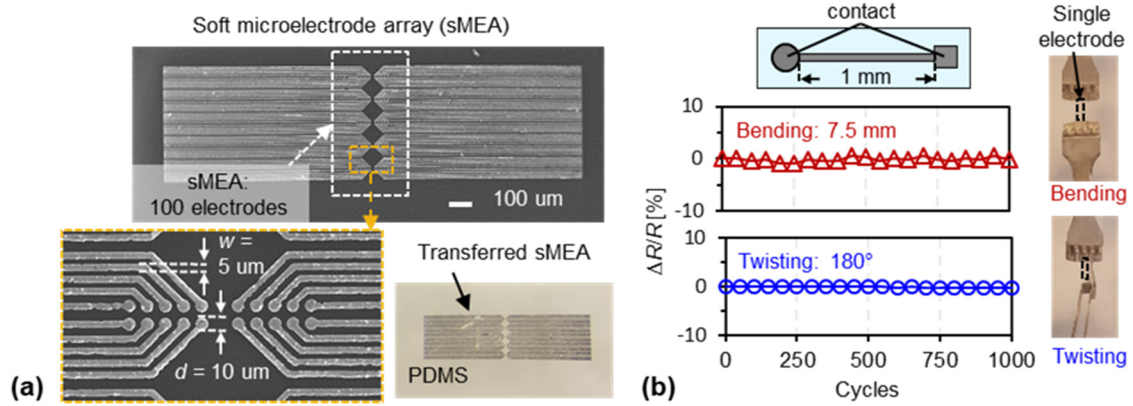 Soft microelectrode array (sMEA)
sMEA:
100 electrodes
100 um
w =
5 um
d = 10 um
Transferred sMEA
PDMS
(a)
contact
1 mm
Single
electrode
10
Bending: 7.5 mm
0
-10
Bending
ΔR/R[%]
10
Twisting: 180°
0
-10
0 250 500 750 1000
Cycles
Twisting
(b)